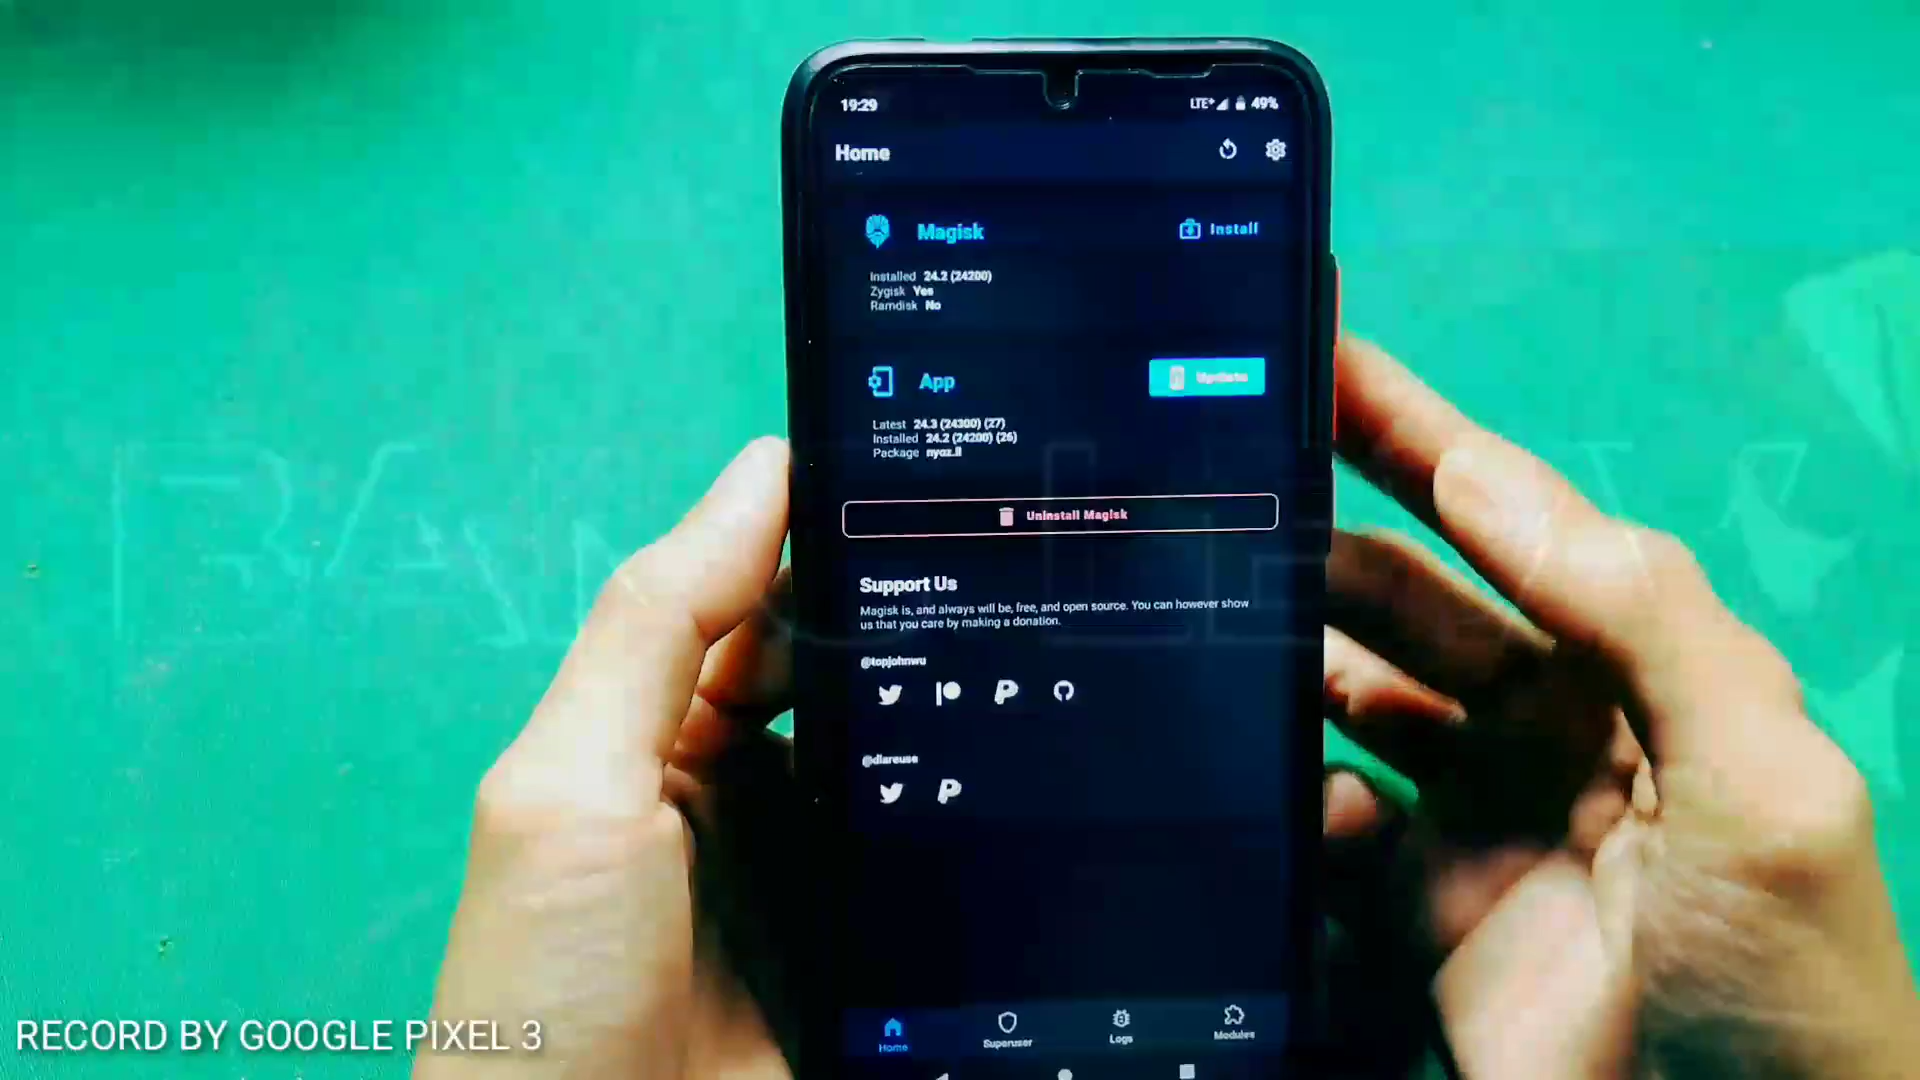 19:29
LTE+ 49%
Home
Magisk
Install
Installed 24.2 (24200)
Zygisk Yes
Ramdisk No
App
Update
Latest 24.3 (24300) (27)
Installed 24.2 (24200) (26)
Package
Uninstall Magisk
Support Us
Magisk is, and always will be, free, and open source. You can however show
us that you care by making a donation.
@topjohnwu
@diareuse
Home
Superuser
Logs
Modules
RECORD BY GOOGLE PIXEL 3